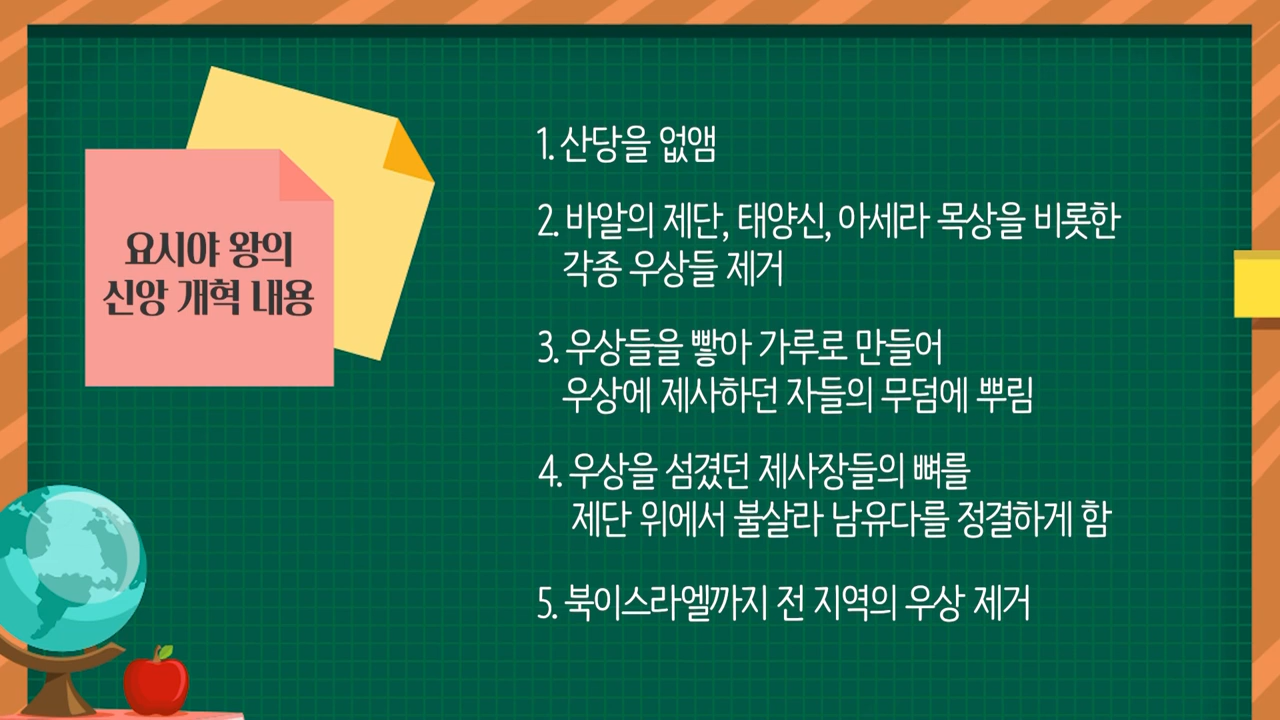 요시야 왕의
신앙 개혁 내용
1. 산당을 없앰
2. 바알의 제단, 태양신, 아세라 목상을 비롯한
각종 우상들 제거
3. 우상들을 빻아 가루로 만들어
우상에 제사하던 자들의 무덤에 뿌림
4. 우상을 섬겼던 제사장들의 뼈를
제단 위에서 불살라 남유다를 정결하게 함
5. 북이스라엘까지 전 지역의 우상 제거